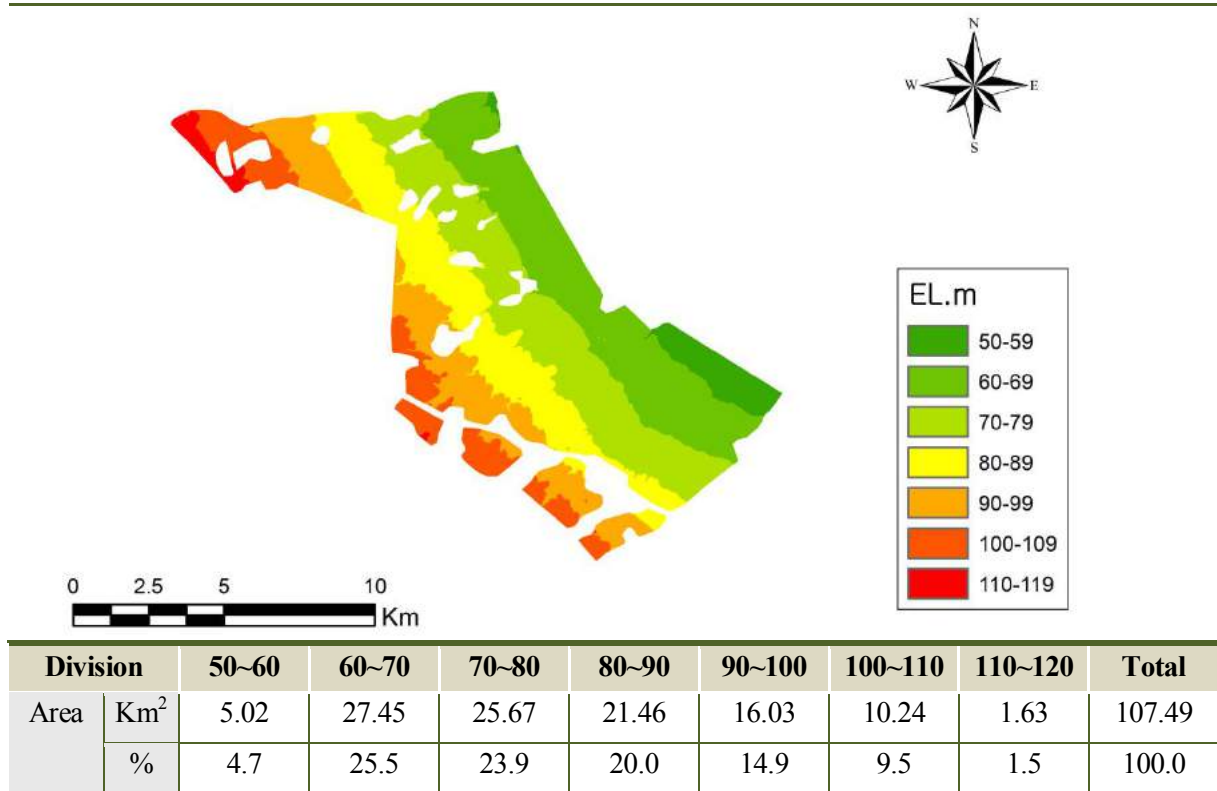 N
W E
S
EL.m
50-59
60-69
70-79
80-89
90-99
100-109
110-119
0 2.5 5 10
Km
Division 50~60 60~70 70~80 80~90 90~100 100~110 110~120 Total
Area Km² 5.02 27.45 25.67 21.46 16.03 10.24 1.63 107.49
% 4.7 25.5 23.9 20.0 14.9 9.5 1.5 100.0